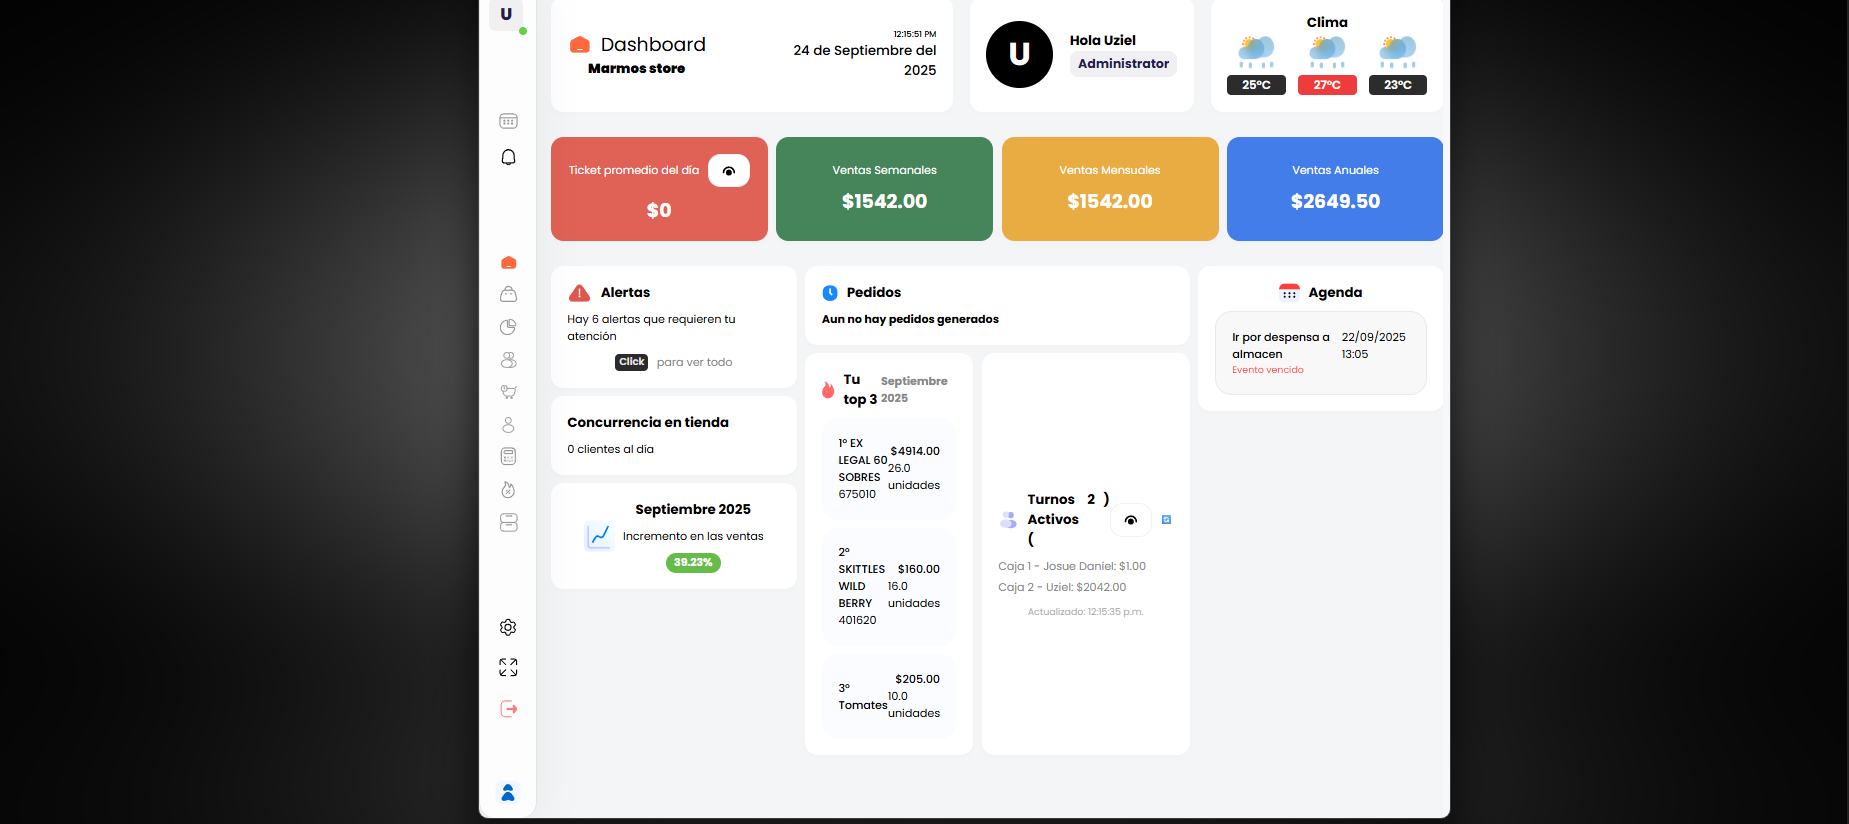 U
Dashboard
Marmos store
12:15:51 PM
24 de Septiembre del
2025
U
Hola Uziel
Administrator
Clima
25°C
27°C
23°C
Ticket promedio del día
$0
Ventas Semanales
$1542.00
Ventas Mensuales
$1542.00
Ventas Anuales
$2649.50
Alertas
Hay 6 alertas que requieren tu
atención
Click para ver todo
Concurrencia en tienda
0 clientes al día
Septiembre 2025
Incremento en las ventas
39.23%
Pedidos
Aun no hay pedidos generados
Tu
top 3
Septiembre
2025
1º EX
LEGAL 60
SOBRES
675010
$4914.00
26.0
unidades
2º
SKITTLES
WILD
BERRY
401620
$160.00
16.0
unidades
3º
Tomates
$205.00
10.0
unidades
Turnos 2 )
Activos
(
Caja 1 - Josue Daniel: $1.00
Caja 2 - Uziel: $2042.00
Actualizado: 12:15:35 p.m.
Agenda
Ir por despensa a
almacen
22/09/2025
13:05
Evento vencido